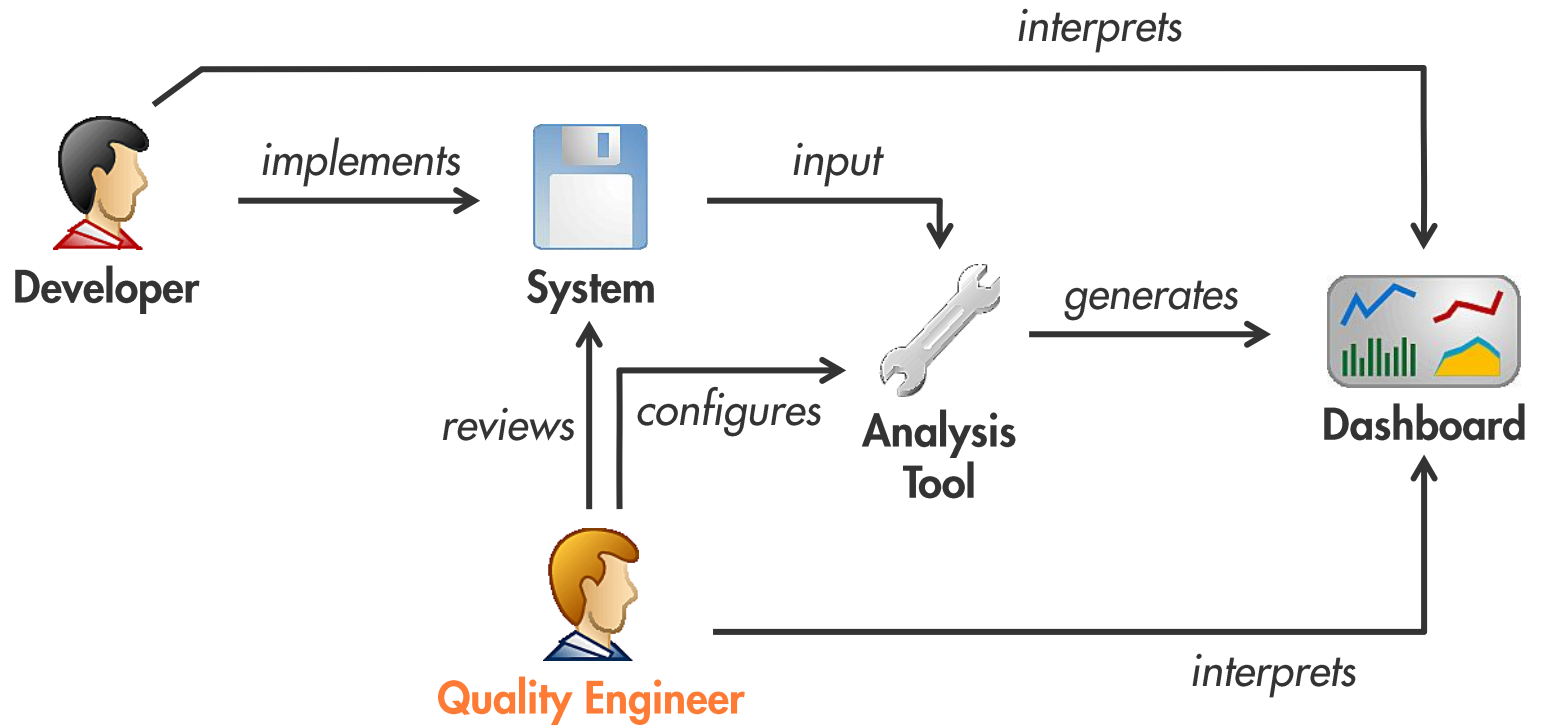 interprets
implements
input
Developer
System
generates
reviews
configures
Analysis
Tool
Dashboard
interprets
Quality Engineer